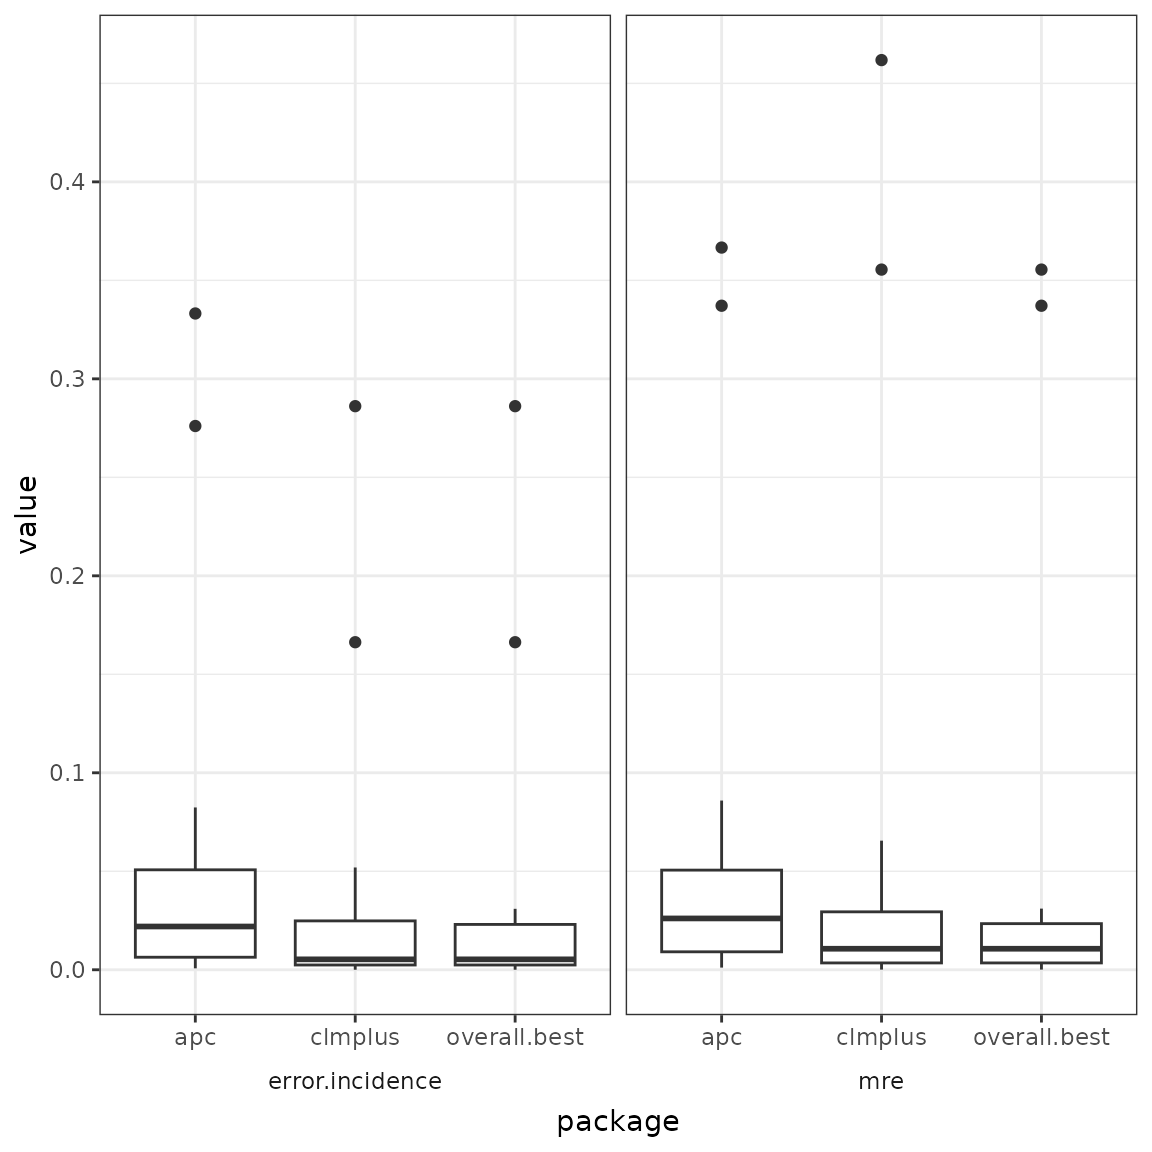 value
0.4
0.3
0.2
0.1
0.0
apc clmplus overall.best apc clmplus overall.best
error.incidence mre
package